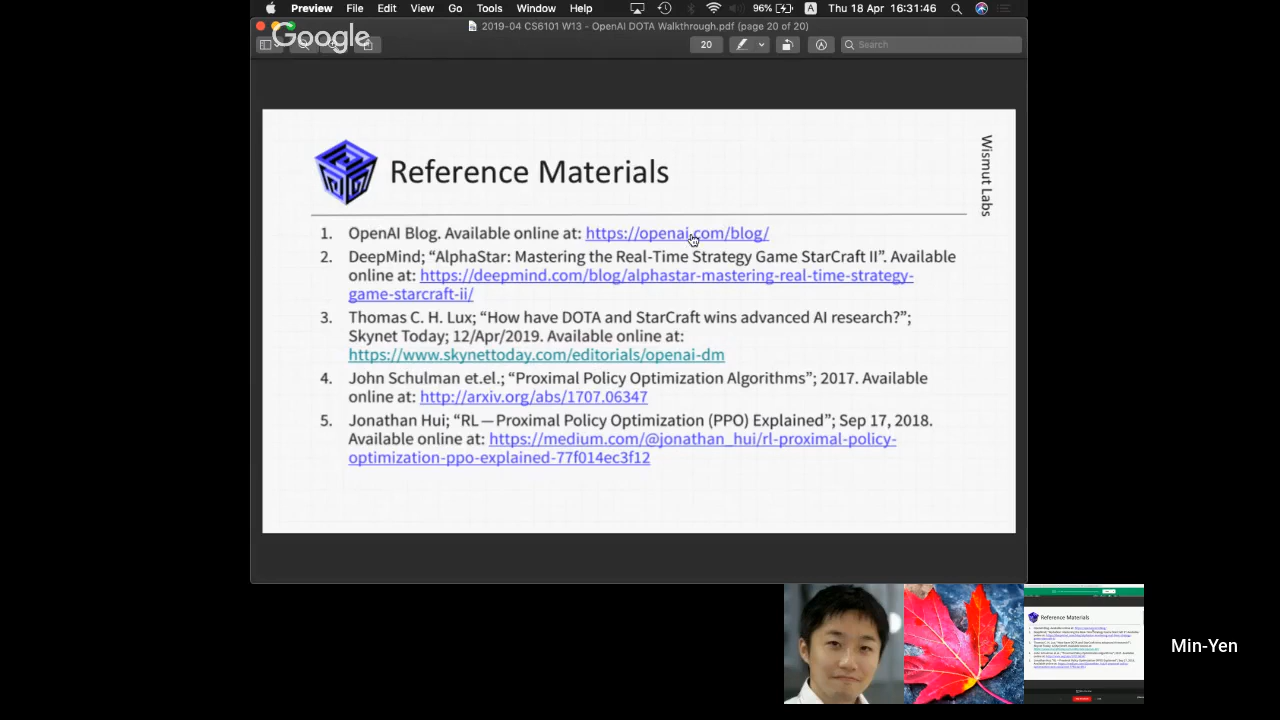 Preview File Edit View Go Tools Window Help 96% A Thu 18 Apr 16:31:46
2019-04 CS6101 W13 - OpenAI DOTA Walkthrough.pdf (page 20 of 20)
Google
20
Search
Wismut Labs
Reference Materials
1. OpenAI Blog. Available online at: https://openai.com/blog/
2. DeepMind; “AlphaStar: Mastering the Real-Time Strategy Game StarCraft II”. Available
online at: https://deepmind.com/blog/alphastar-mastering-real-time-strategy-
game-starcraft-ii/
3. Thomas C. H. Lux; “How have DOTA and StarCraft wins advanced AI research?”;
Skynet Today; 12/Apr/2019. Available online at:
https://www.skynettoday.com/editorials/openai-dm
4. John Schulman et.el.; “Proximal Policy Optimization Algorithms”; 2017. Available
online at: http://arxiv.org/abs/1707.06347
5. Jonathan Hui; “RL — Proximal Policy Optimization (PPO) Explained”; Sep 17, 2018.
Available online at: https://medium.com/@jonathan_hui/rl-proximal-policy-
optimization-ppo-explained-77f014ec3f12
Reference Materials
Min-Yen